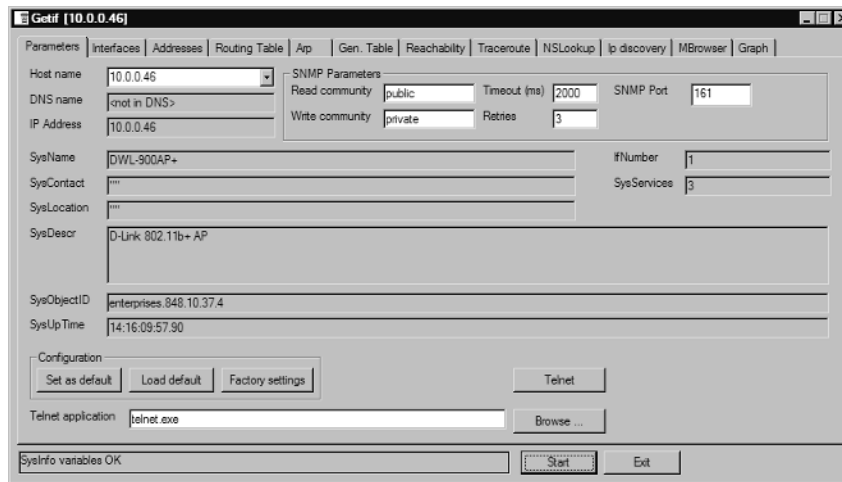 Getif [10.0.0.46]
Parameters Interfaces Addresses Routing Table Arp Gen. Table Reachability Traceroute NSLookup Ip discovery MBrowser Graph
Host name 10.0.0.46
SNMP Parameters
Read community public Timeout (ms) 2000 SNMP Port 161
DNS name <not in DNS>
Write community private Retries 3
IP Address 10.0.0.46
SysName DWL-900AP+ IfNumber 1
SysContact """ SysServices 3
SysLocation """
SysDescr D-Link 802.11b+ AP
SysObjectID enterprises.848.10.37.4
SysUpTime 14:16:09:57.90
Configuration
Set as default Load default Factory settings Telnet
Telnet application telnet.exe Browse ...
SysInfo variables OK Start Exit